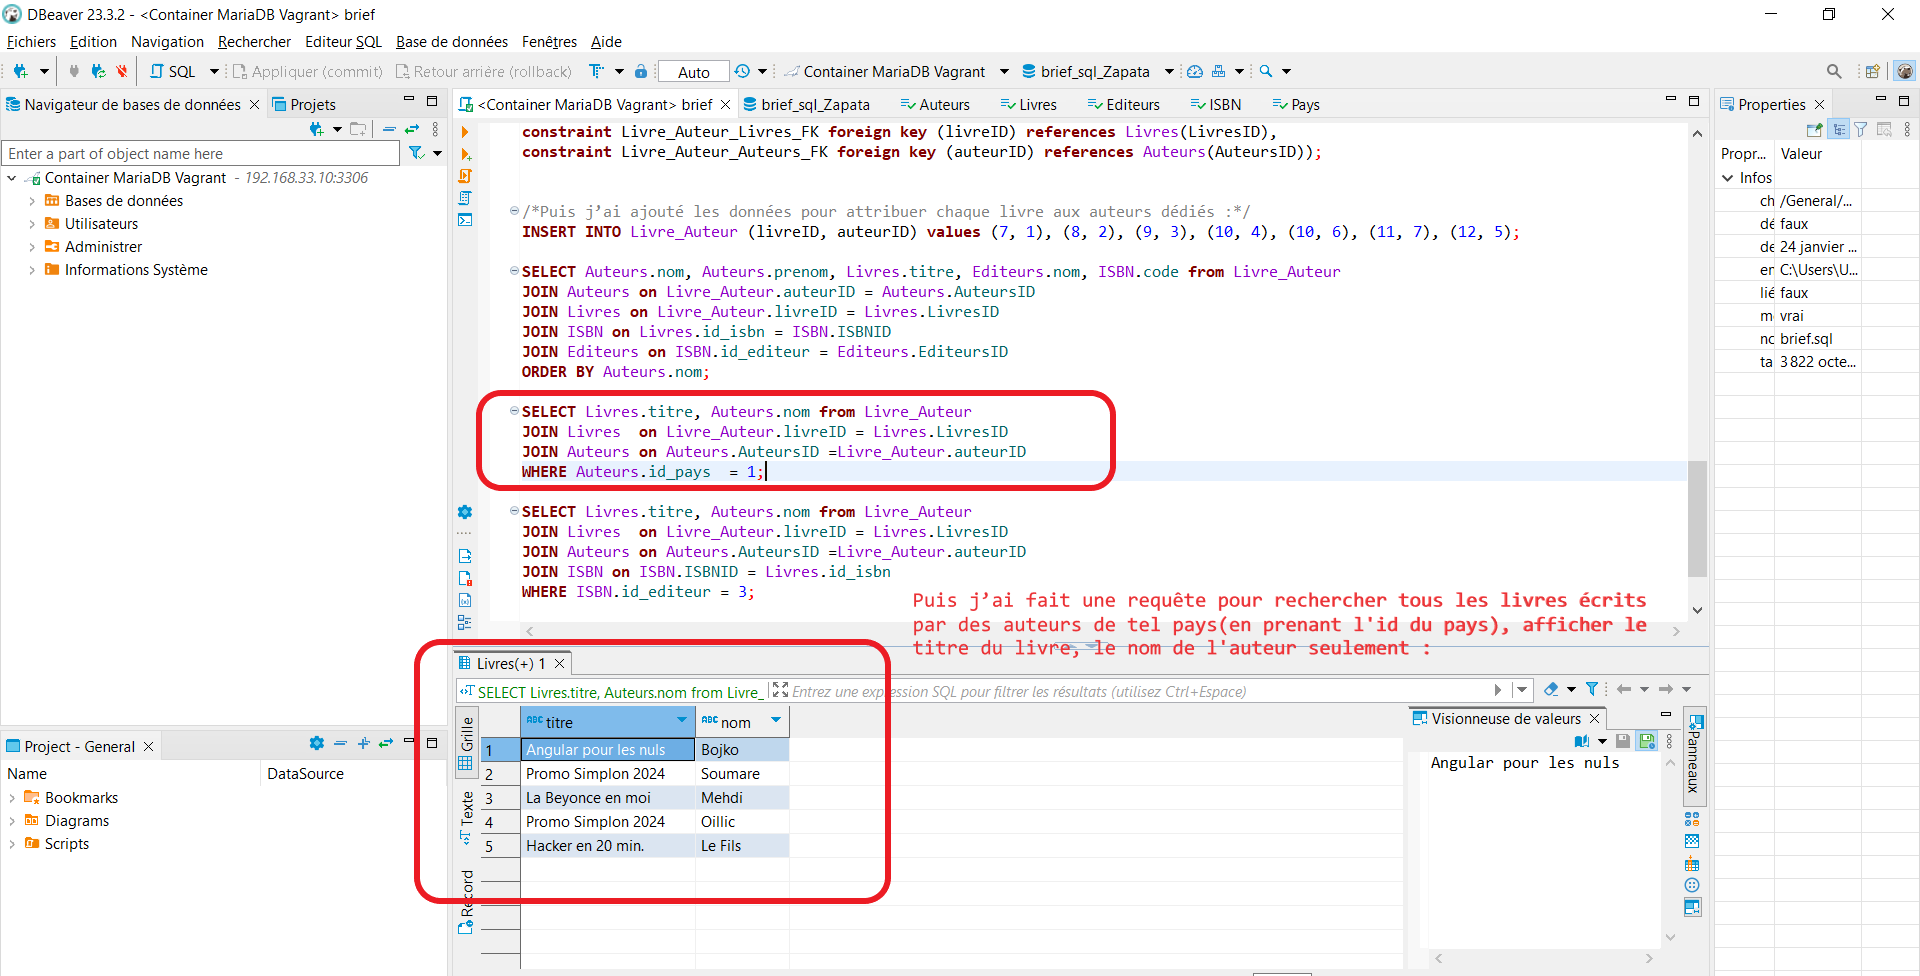 DBeaver 23.3.2 - <Container MariaDB Vagrant> brief
Fichiers Edition Navigation Rechercher Editeur SQL Base de données Fenêtres Aide
SQL Appliquer (commit) Retour arrière (rollback) Auto Container MariaDB Vagrant brief_sql_Zapata
Navigateur de bases de données Projets
Enter a part of object name here
Container MariaDB Vagrant - 192.168.33.10:3306
Bases de données
Utilisateurs
Administrer
Informations Système
<Container MariaDB Vagrant> brief brief_sql_Zapata Auteurs Livres Editeurs ISBN Pays
constraint Livre_Auteur_Livres_FK foreign key (livreID) references Livres(LivresID),
constraint Livre_Auteur_Auteurs_FK foreign key (auteurID) references Auteurs(AuteursID));
/*Puis j’ai ajouté les données pour attribuer chaque livre aux auteurs dédiés :*/
INSERT INTO Livre_Auteur (livreID, auteurID) values (7, 1), (8, 2), (9, 3), (10, 4), (10, 6), (11, 7), (12, 5);
SELECT Auteurs.nom, Auteurs.prenom, Livres.titre, Editeurs.nom, ISBN.code from Livre_Auteur
JOIN Auteurs on Livre_Auteur.auteurID = Auteurs.AuteursID
JOIN Livres on Livre_Auteur.livreID = Livres.LivresID
JOIN ISBN on Livres.id_isbn = ISBN.ISBNID
JOIN Editeurs on ISBN.id_editeur = Editeurs.EditeursID
ORDER BY Auteurs.nom;
SELECT Livres.titre, Auteurs.nom from Livre_Auteur
JOIN Livres  on Livre_Auteur.livreID = Livres.LivresID
JOIN Auteurs on Auteurs.AuteursID =Livre_Auteur.auteurID
WHERE Auteurs.id_pays  = 1;
SELECT Livres.titre, Auteurs.nom from Livre_Auteur
JOIN Livres  on Livre_Auteur.livreID = Livres.LivresID
JOIN Auteurs on Auteurs.AuteursID =Livre_Auteur.auteurID
JOIN ISBN on ISBN.ISBNID = Livres.id_isbn
WHERE ISBN.id_editeur = 3;
Puis j’ai fait une requête pour rechercher tous les livres écrits
par des auteurs de tel pays(en prenant l'id du pays), afficher le
titre du livre, le nom de l'auteur seulement :
Properties
Propr... Valeur
Infos
ch /General/...
dé faux
de 24 janvier ...
en C:\Users\U...
lié faux
m vrai
nc brief.sql
ta 3 822 octe...
Livres(+) 1
SELECT Livres.titre, Auteurs.nom from Livre_ Entrez une expression SQL pour filtrer les résultats (utilisez Ctrl+Espace)
Grille
Texte
Record
titre nom
1 Angular pour les nuls Bojko
2 Promo Simplon 2024 Soumare
3 La Beyonce en moi Mehdi
4 Promo Simplon 2024 Oillic
5 Hacker en 20 min. Le Fils
Visionneuse de valeurs
Angular pour les nuls
Panneaux
Project - General
Name DataSource
Bookmarks
Diagrams
Scripts